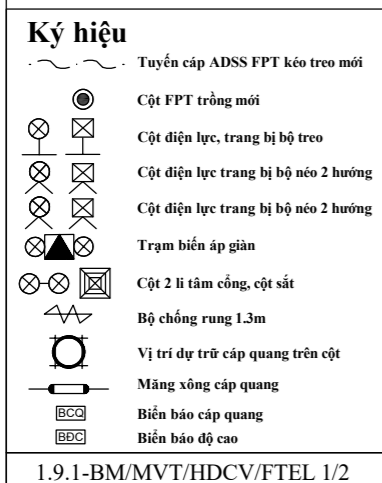 Ký hiệu
Tuyến cáp ADSS FPT kéo treo mới
Cột FPT trồng mới
Cột điện lực, trang bị bộ treo
Cột điện lực trang bị bộ néo 2 hướng
Cột điện lực trang bị bộ néo 2 hướng
Trạm biến áp giàn
Cột 2 li tâm cổng, cột sắt
Bộ chống rung 1.3m
Vị trí dự trữ cáp quang trên cột
Măng xông cáp quang
BCQ Biển báo cáp quang
BĐC Biển báo độ cao
1.9.1-BM/MVT/HDCV/FTEL 1/2